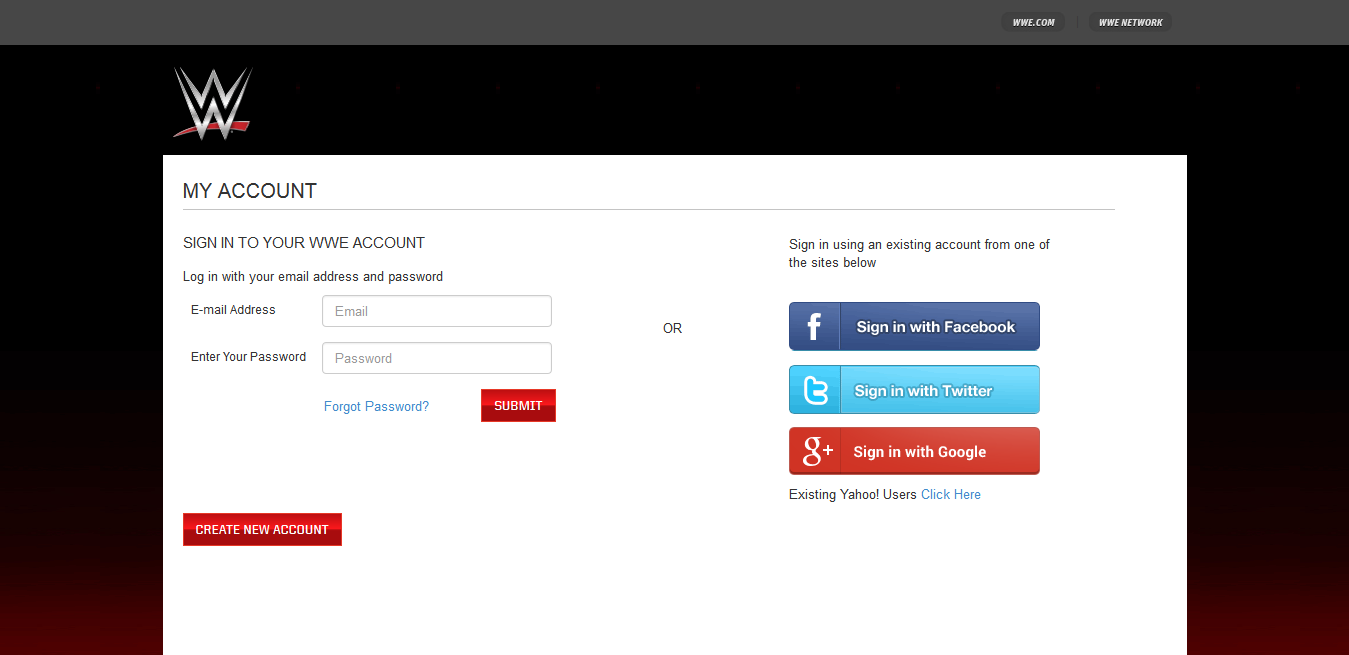 WWE.COM | WWE NETWORK
W
MY ACCOUNT
SIGN IN TO YOUR WWE ACCOUNT
Log in with your email address and password
E-mail Address Email
Enter Your Password Password
Forgot Password? SUBMIT
CREATE NEW ACCOUNT
OR
Sign in using an existing account from one of
the sites below
f Sign in with Facebook
Sign in with Twitter
g+ Sign in with Google
Existing Yahoo! Users Click Here